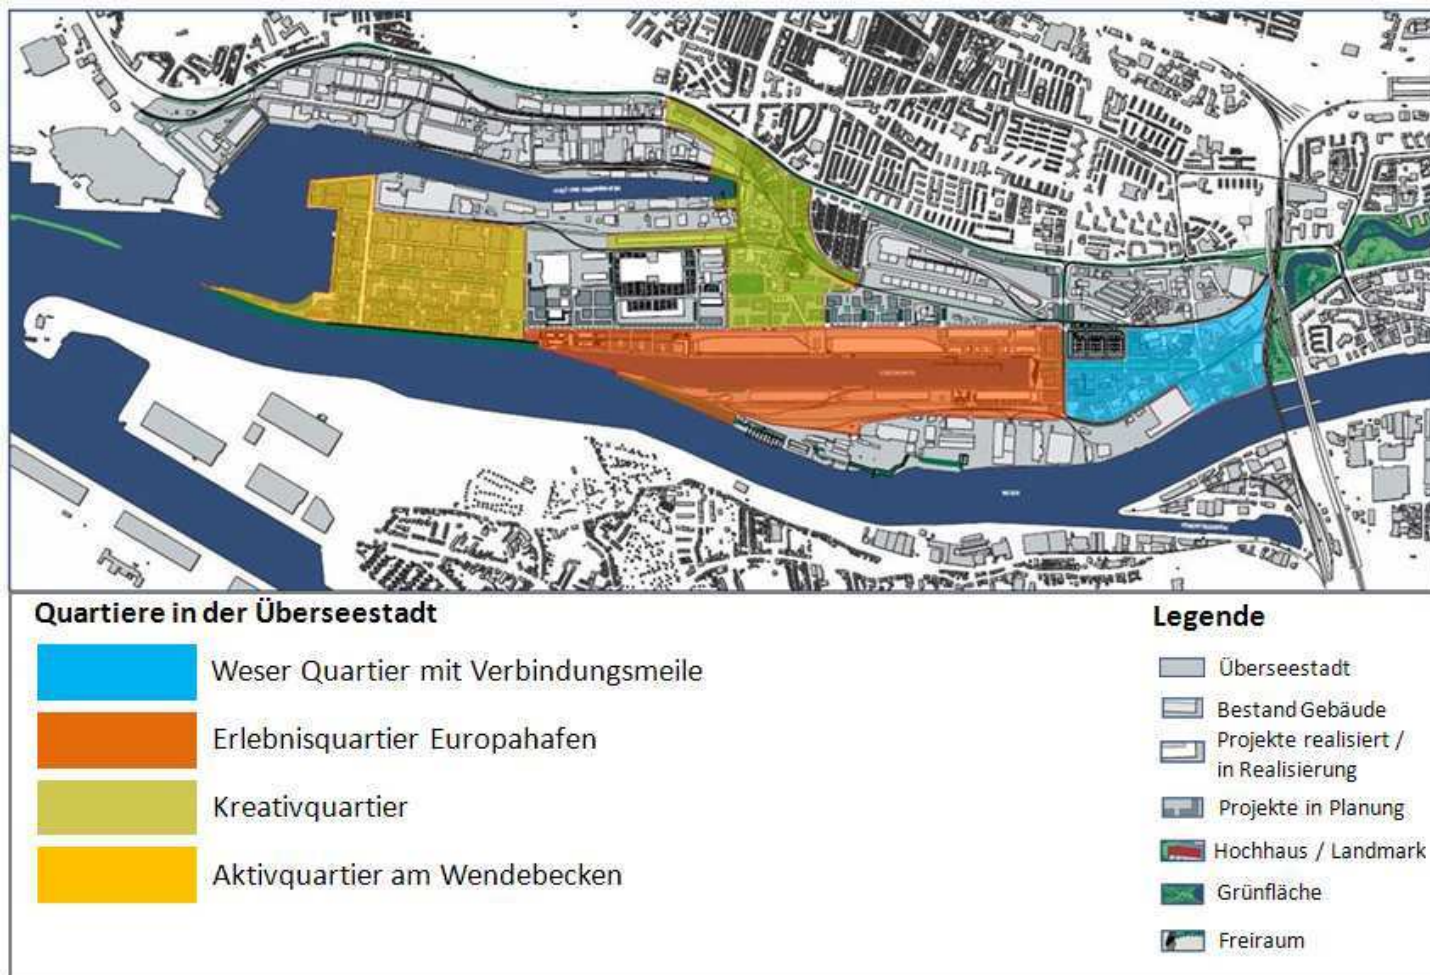 Quartiere in der Überseestadt
Weser Quartier mit Verbindungsmeile
Erlebnisquartier Europahafen
Kreativquartier
Aktivquartier am Wendebecken
Legende
Überseestadt
Bestand Gebäude
Projekte realisiert /
in Realisierung
Projekte in Planung
Hochhaus / Landmark
Grünfläche
Freiraum